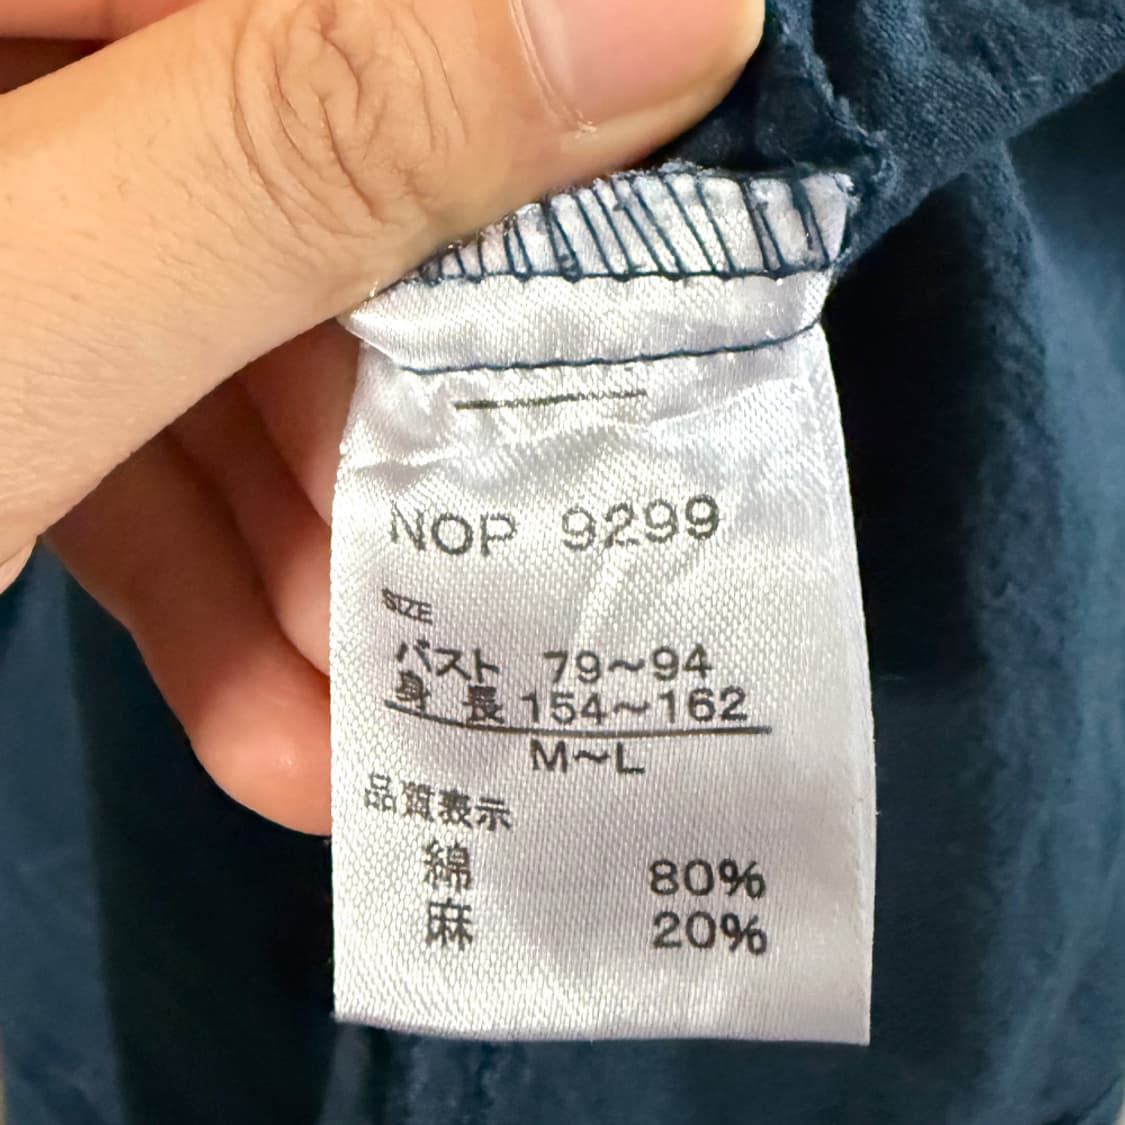 NOP 9299
SIZE
バスト 79～94
身 長 154～162
M～L
品質表示
綿 80%
麻 20%